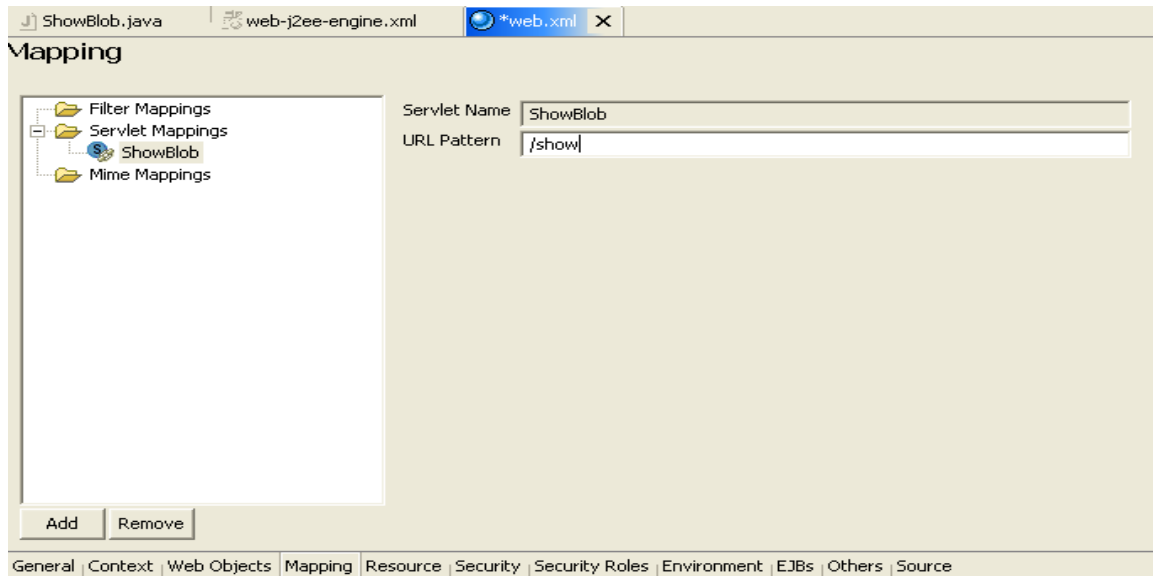 ShowBlob.java web-j2ee-engine.xml *web.xml
Mapping
Filter Mappings
Servlet Mappings
ShowBlob
Mime Mappings
Servlet Name ShowBlob
URL Pattern /show
Add Remove
General Context Web Objects Mapping Resource Security Security Roles Environment EJBs Others Source